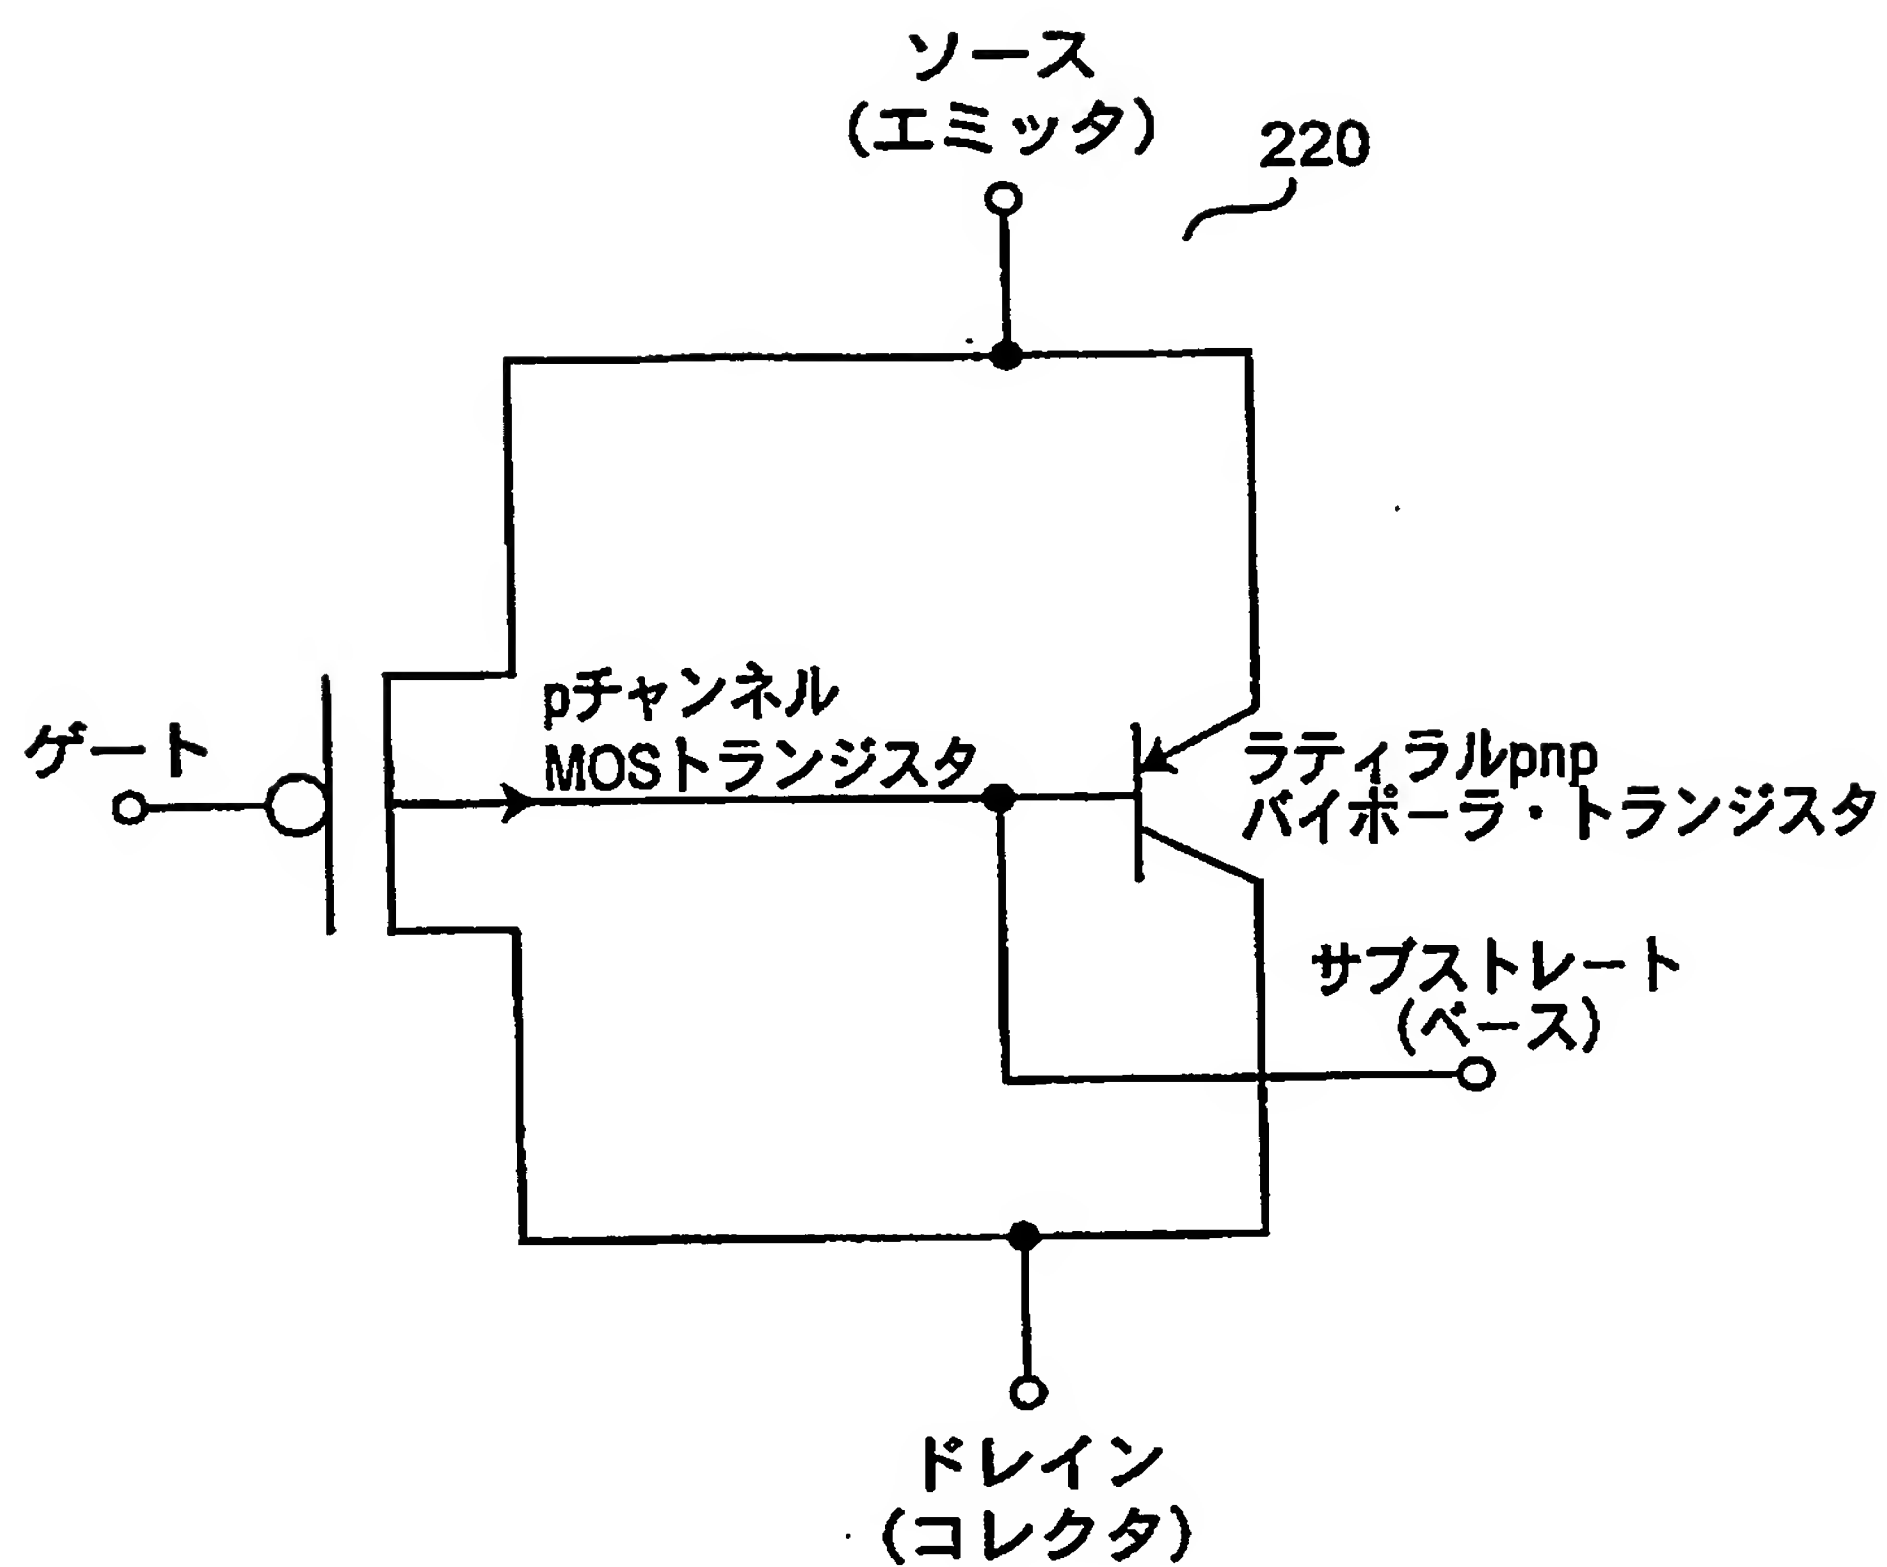 ソース
(エミッタ)
220
pチャンネル
MOSトランジスタ
ゲート
ラティラルpnp
バイポーラ・トランジスタ
サブストレート
(ベース)
ドレイン
(コレクタ)